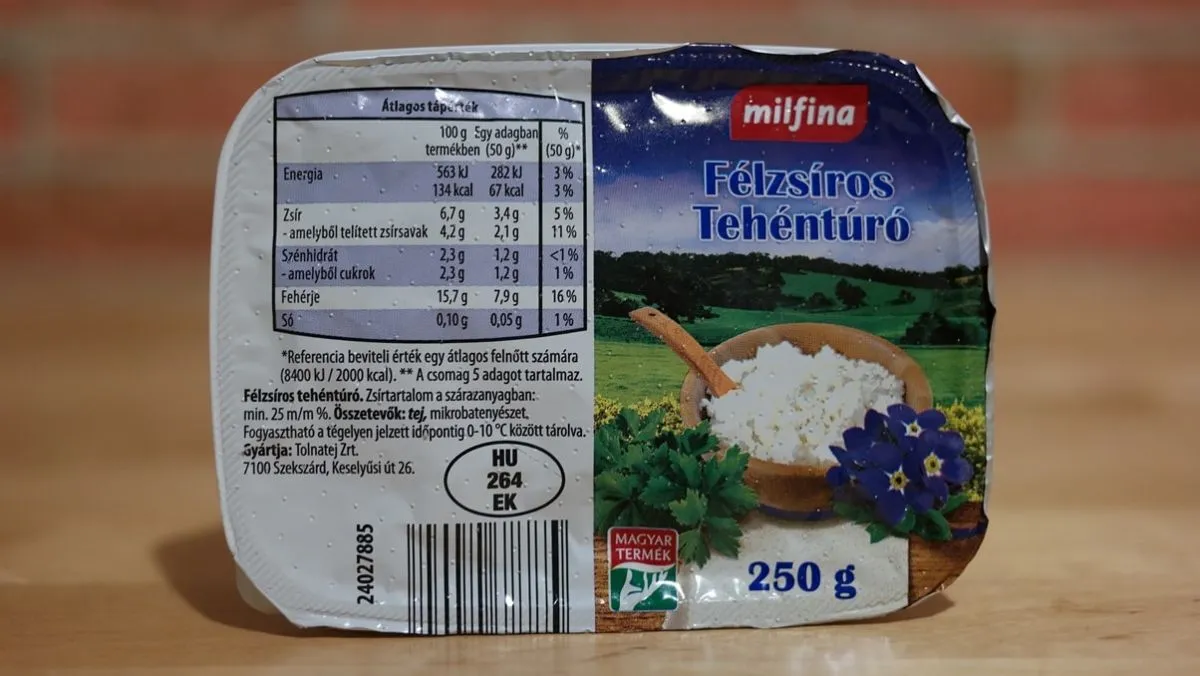 Átlagos tápérték
100 g Egy adagban %
termékben (50 g)** (50 g)*
Energia 563 kJ 282 kJ 3 %
134 kcal 67 kcal 3 %
Zsír 6,7 g 3,4 g 5 %
- amelyből telített zsírsavak 4,2 g 2,1 g 11 %
Szénhidrát 2,3 g 1,2 g <1 %
- amelyből cukrok 2,3 g 1,2 g 1 %
Fehérje 15,7 g 7,9 g 16 %
Só 0,10 g 0,05 g 1 %
*Referencia beviteli érték egy átlagos felnőtt számára
(8400 kJ / 2000 kcal). ** A csomag 5 adagot tartalmaz.
Félzsíros tehéntúró. Zsírtartalom a szárazanyagban:
min. 25 m/m %. Összetevők: tej, mikrobatenyészet.
Fogyasztható a tégelyen jelzett időpontig 0-10 °C között tárolva.
Gyártja: Tolnatej Zrt.
7100 Szekszárd, Keselyűsi út 26.
HU
264
EK
24027885
milfina
Félzsíros
Tehéntúró
MAGYAR
TERMÉK
250 g